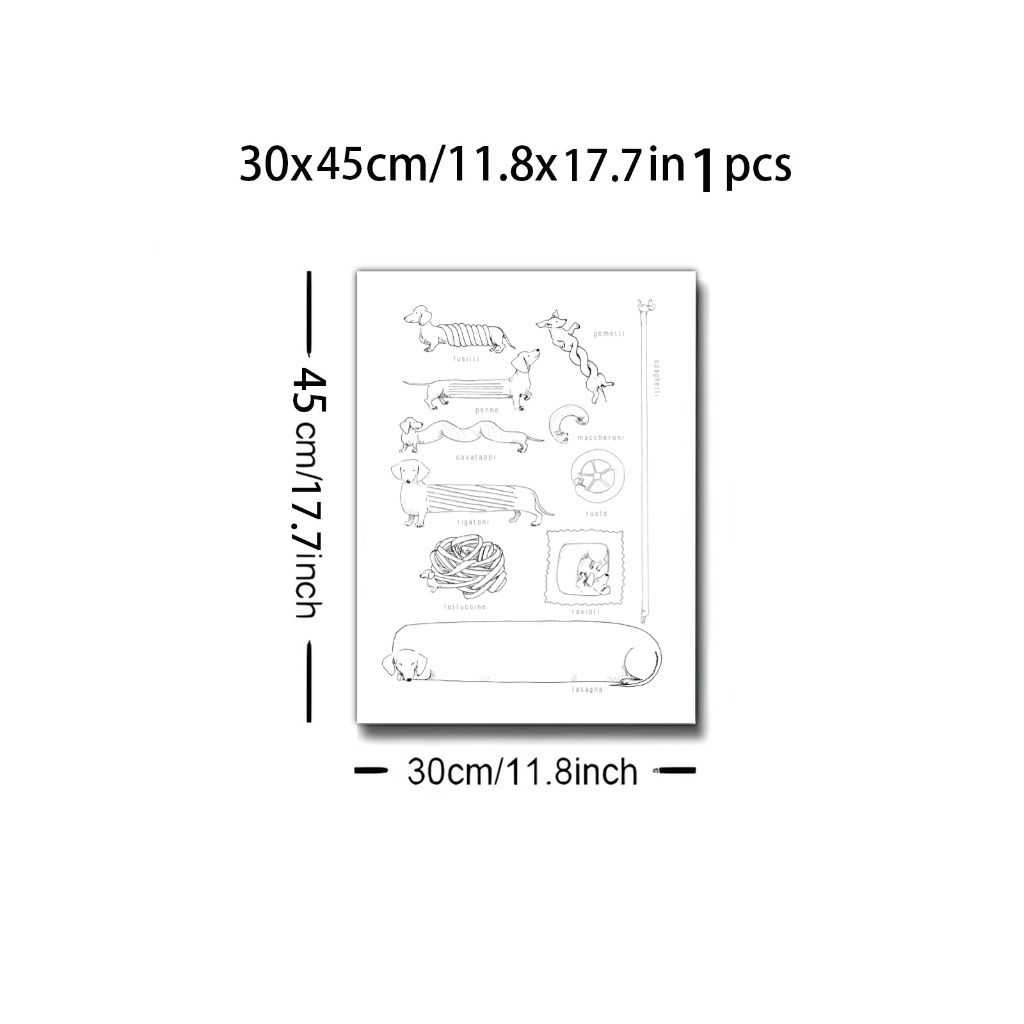 30x45cm/11.8x17.7in 1 pcs
45 cm/17.7inch
fusilli
gemelli
spaghetti
penne
maccheroni
cavatappi
ruote
rigatoni
fettuccine
ravioli
lasagna
30cm/11.8inch